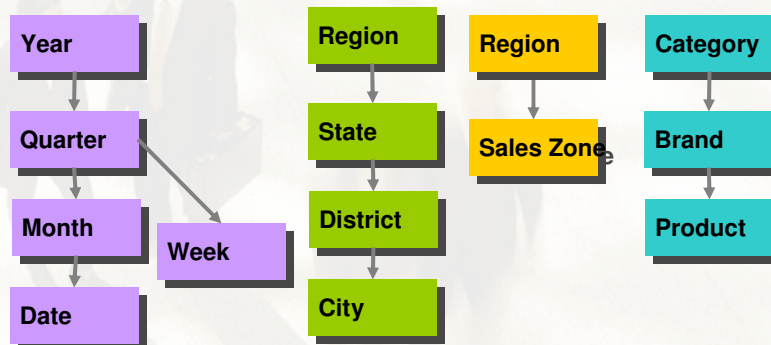 Year
Quarter
Month
Week
Date
Region
State
District
City
Region
Sales Zone
Category
Brand
Product